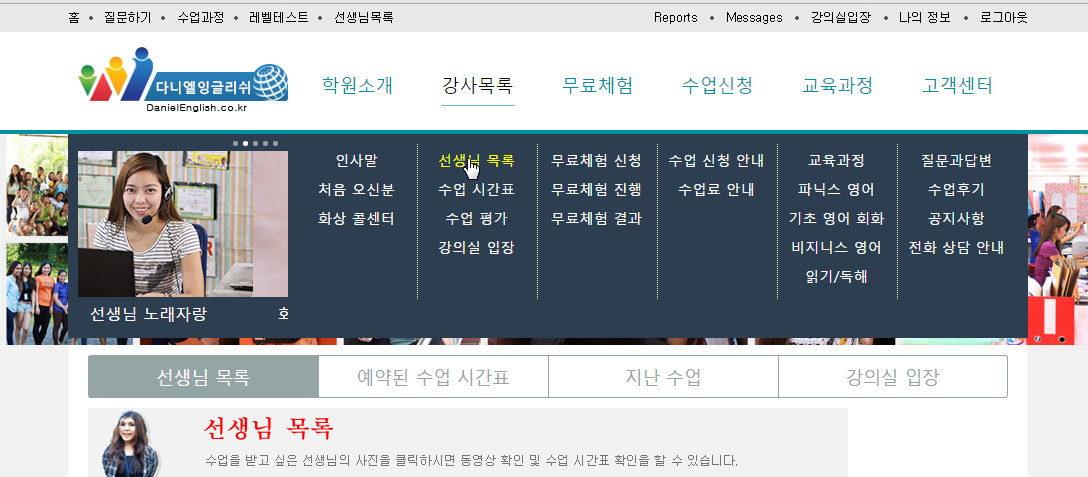 홈 • 질문하기 • 수업과정 • 레벨테스트 • 선생님목록
Reports • Messages • 강의실입장 • 나의 정보 • 로그아웃
다니엘잉글리쉬
DanielEnglish.co.kr
학원소개 강사목록 무료체험 수업신청 교육과정 고객센터
인사말
처음 오신분
화상 콜센터
선생님 목록
수업 시간표
수업 평가
강의실 입장
무료체험 신청
무료체험 진행
무료체험 결과
수업 신청 안내
수업료 안내
교육과정
파닉스 영어
기초 영어 회화
비지니스 영어
읽기/독해
질문과답변
수업후기
공지사항
전화 상담 안내
선생님 노래자랑
선생님 목록 예약된 수업 시간표 지난 수업 강의실 입장
선생님 목록
수업을 받고 싶은 선생님의 사진을 클릭하시면 동영상 확인 및 수업 시간표 확인을 할 수 있습니다.